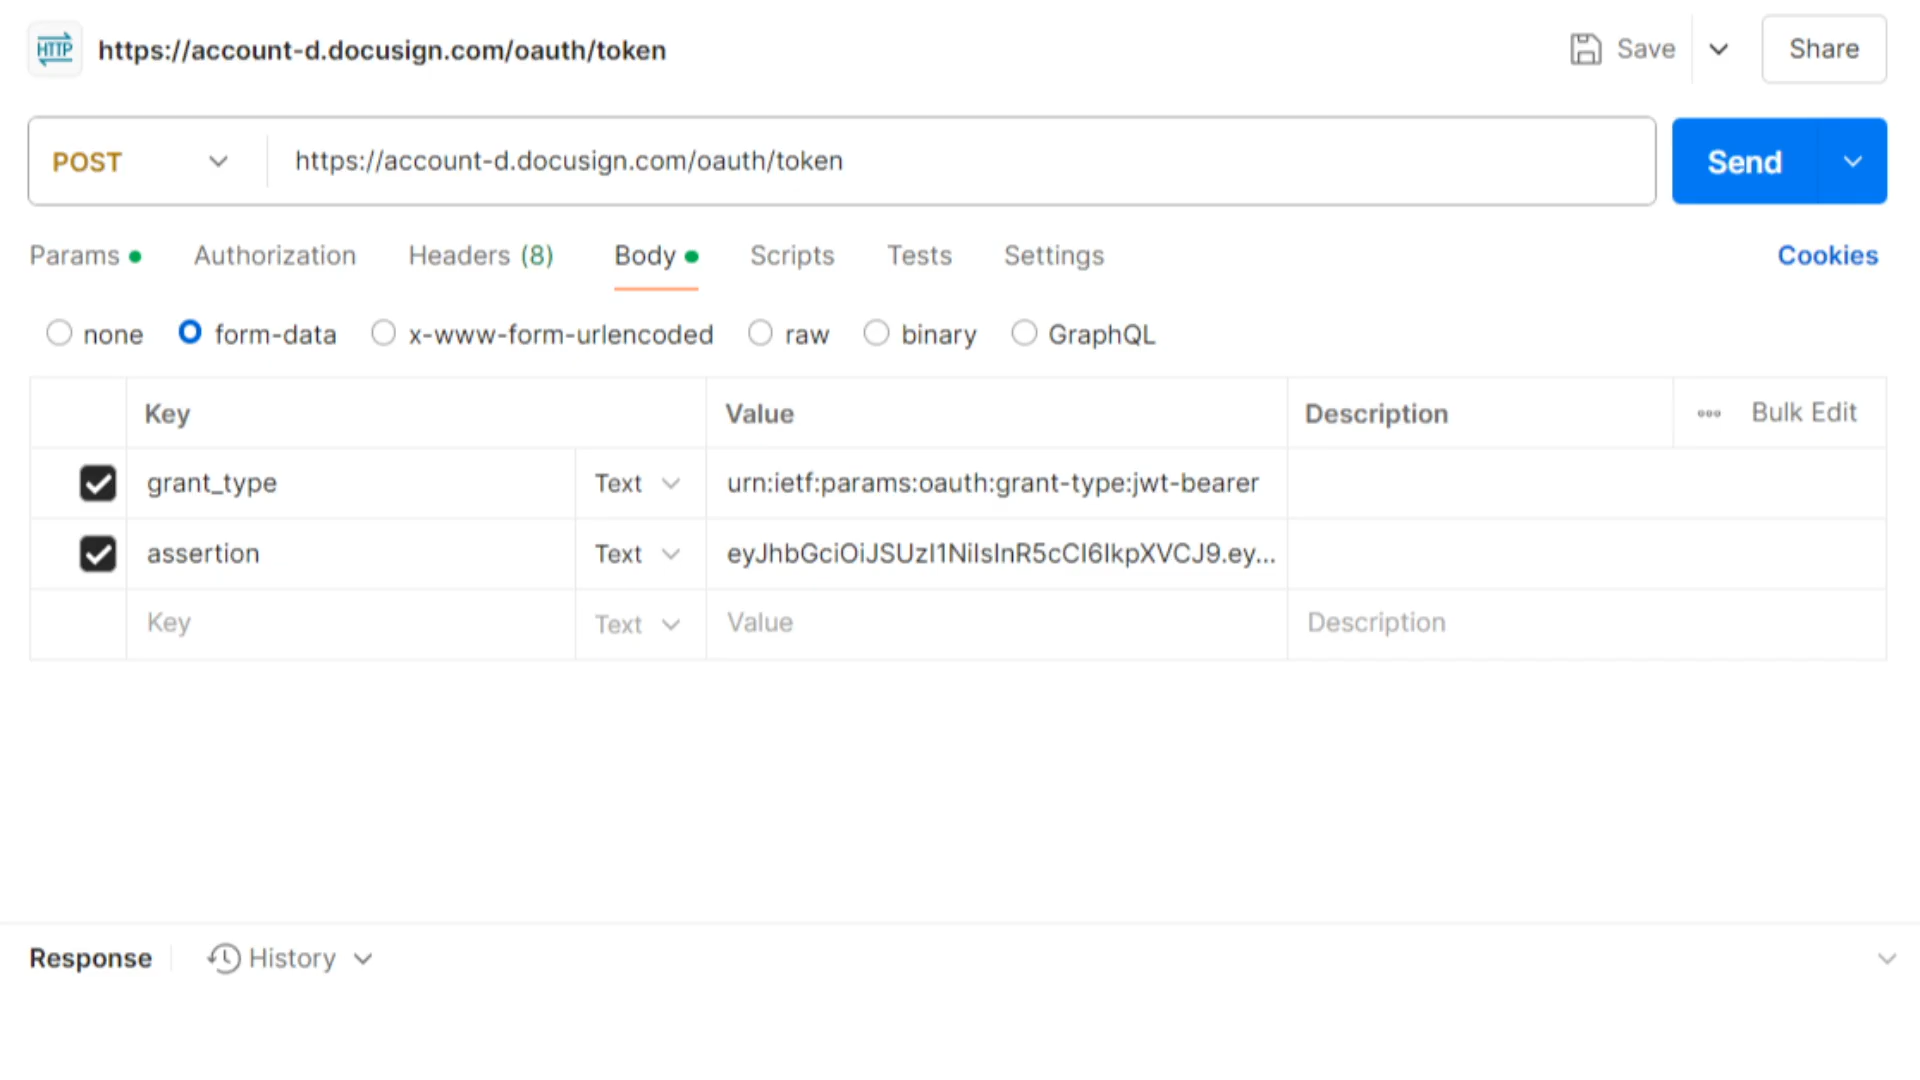 HTTP https://account-d.docusign.com/oauth/token Save Share
POST https://account-d.docusign.com/oauth/token Send
Params Authorization Headers (8) Body Scripts Tests Settings Cookies
none form-data x-www-form-urlencoded raw binary GraphQL
Key Value Description Bulk Edit
grant_type Text urn:ietf:params:oauth:grant-type:jwt-bearer
assertion Text eyJhbGciOiJSUzI1NiIsInR5cCI6IkpXVCJ9.ey...
Key Text Value Description
Response History